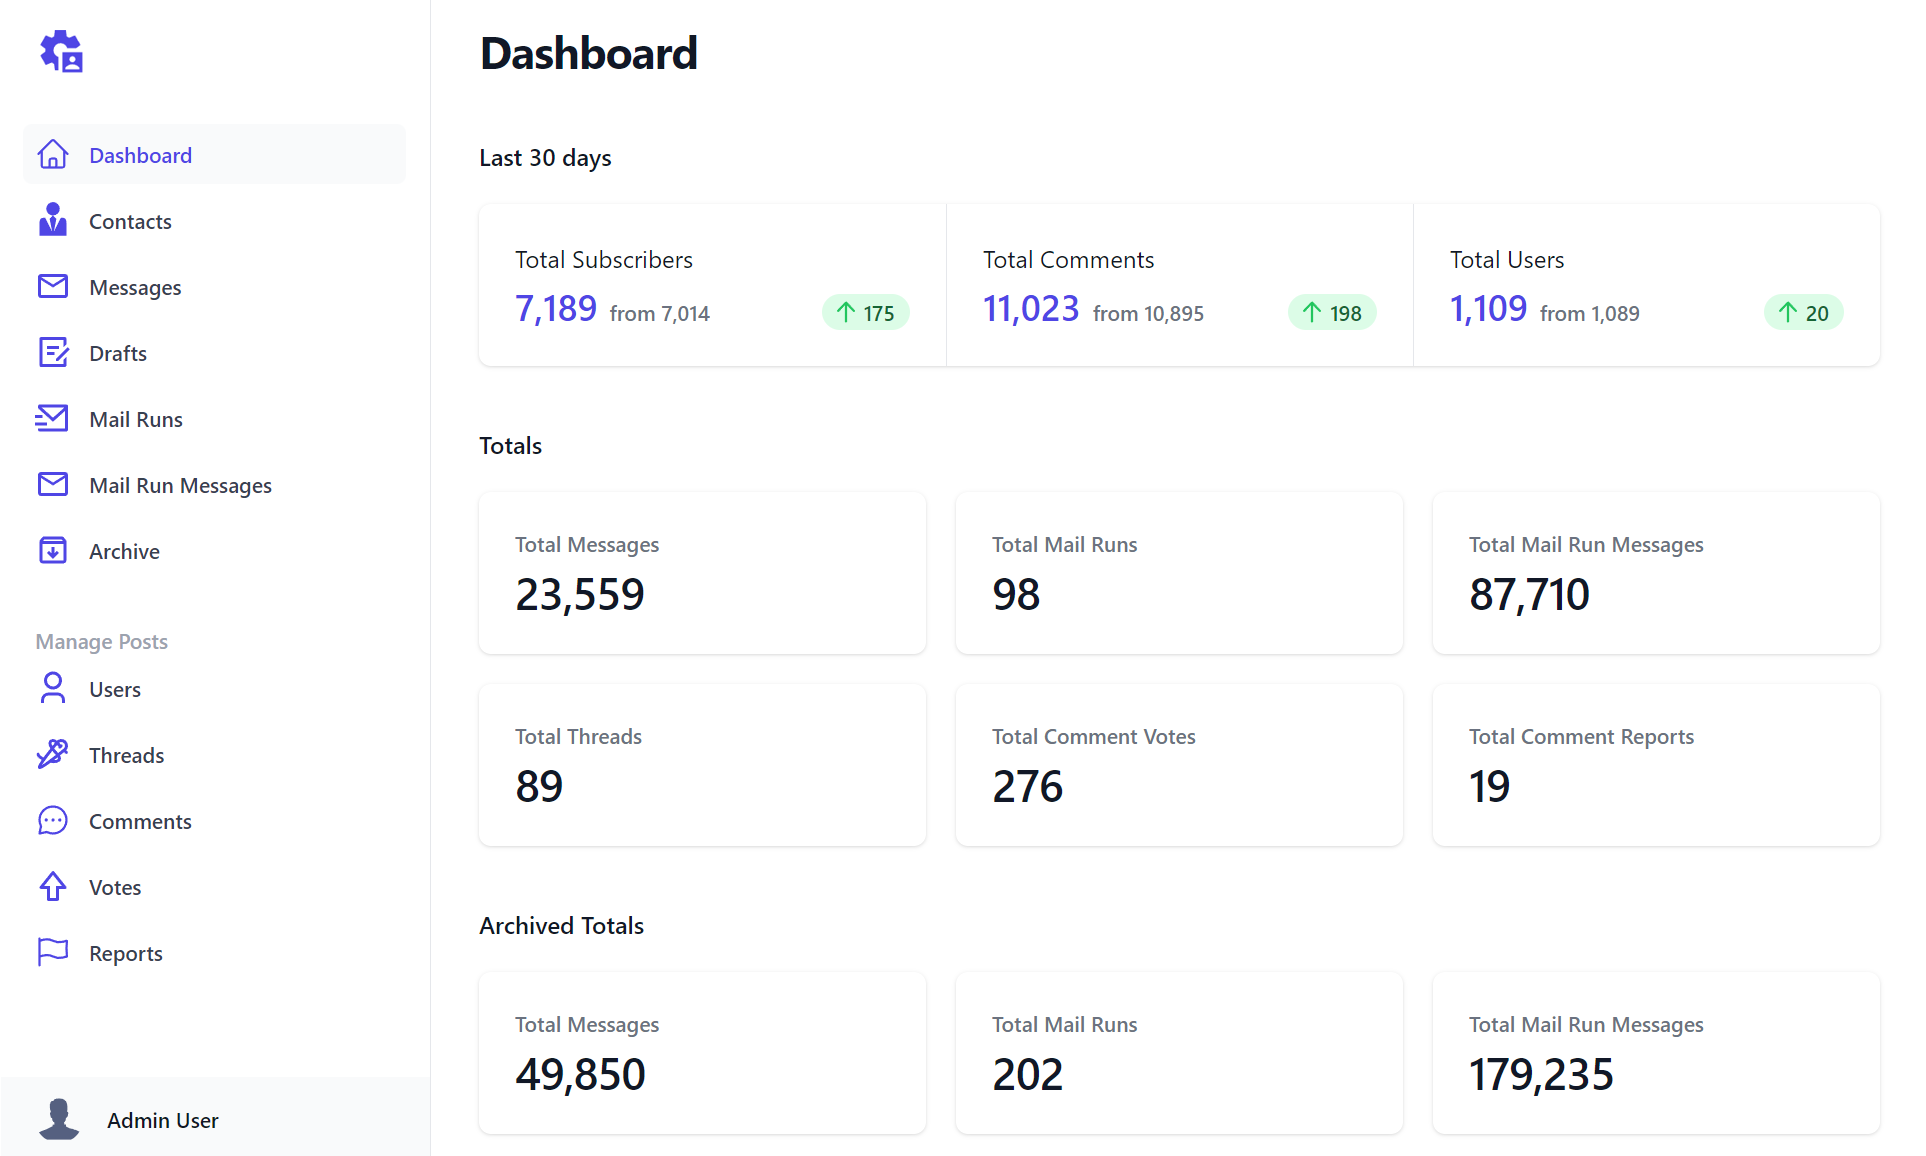 Dashboard
Contacts
Messages
Drafts
Mail Runs
Mail Run Messages
Archive
Manage Posts
Users
Threads
Comments
Votes
Reports
Admin User
Dashboard
Last 30 days
Total Subscribers
7,189 from 7,014
175
Total Comments
11,023 from 10,895
198
Total Users
1,109 from 1,089
20
Totals
Total Messages
23,559
Total Mail Runs
98
Total Mail Run Messages
87,710
Total Threads
89
Total Comment Votes
276
Total Comment Reports
19
Archived Totals
Total Messages
49,850
Total Mail Runs
202
Total Mail Run Messages
179,235